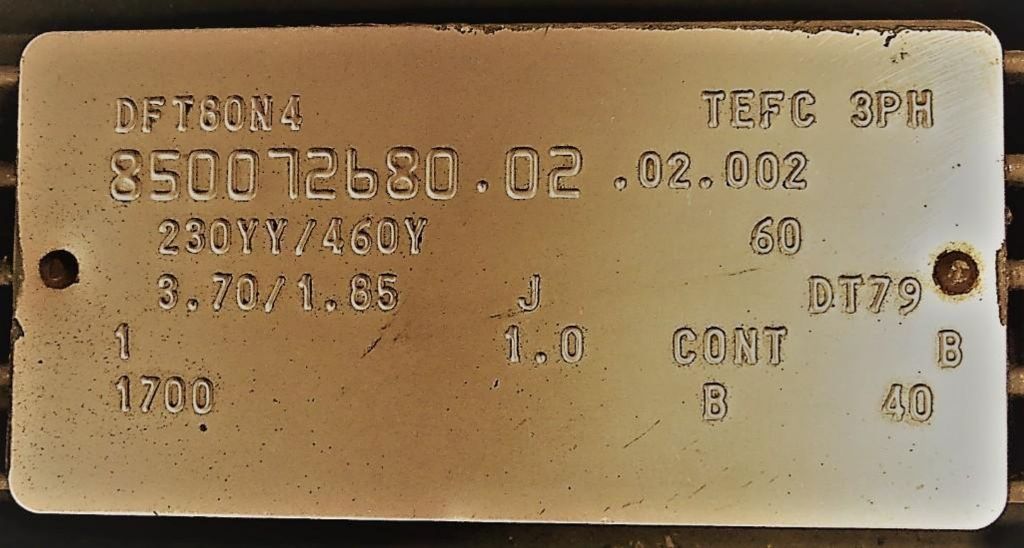 DFT80N4 TEFC 3PH
850072680.02 .02.002
230YY/460Y 60
3.70/1.85 J DT79
1 1.0 CONT B
1700 B 40